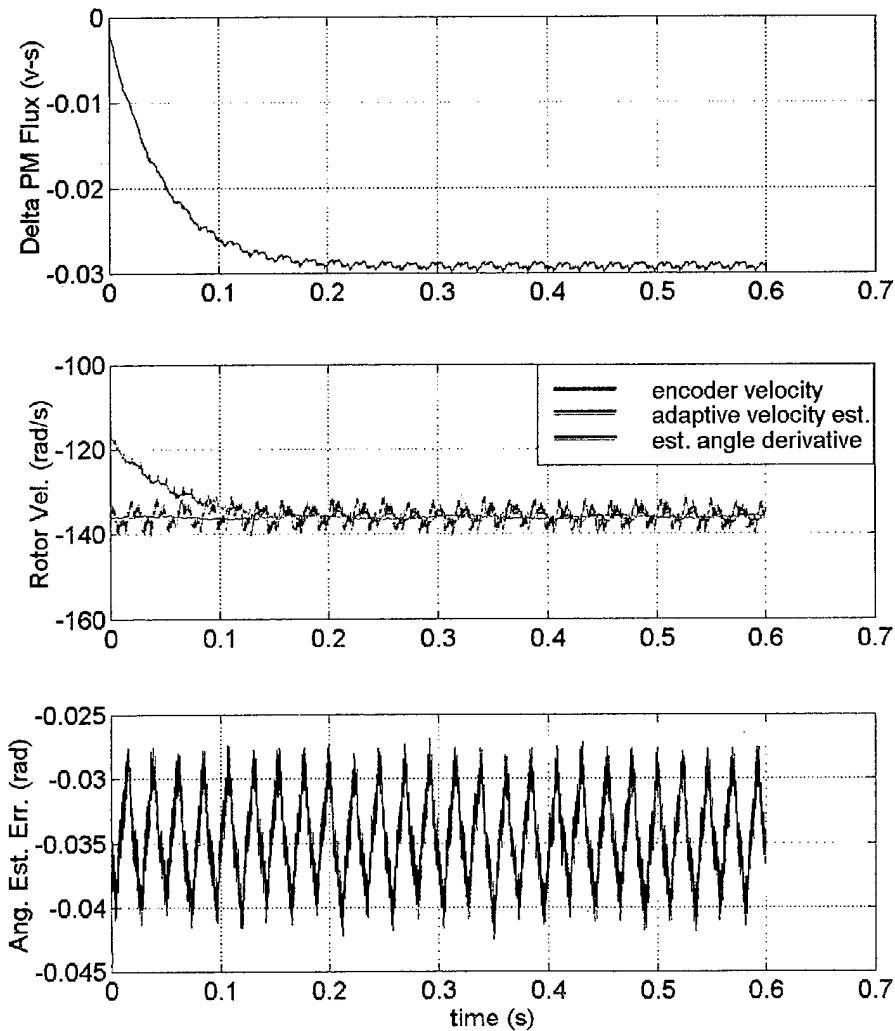 0
-0.01
-0.02
-0.03
Delta PM Flux (v-s)
0 0.1 0.2 0.3 0.4 0.5 0.6 0.7
-100
-120
-140
-160
Rotor Vel. (rad/s)
encoder velocity
adaptive velocity est.
est. angle derivative
0 0.1 0.2 0.3 0.4 0.5 0.6 0.7
-0.025
-0.03
-0.035
-0.04
-0.045
Ang. Est. Err. (rad)
0 0.1 0.2 0.3 0.4 0.5 0.6 0.7
time (s)